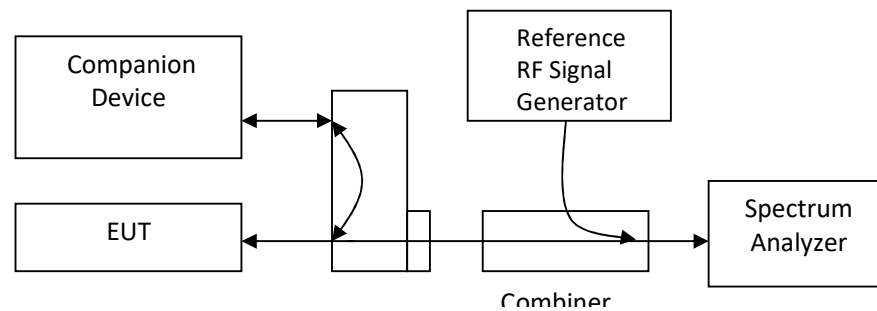 Companion
Device
Reference
RF Signal
Generator
EUT
Spectrum
Analyzer
Combiner